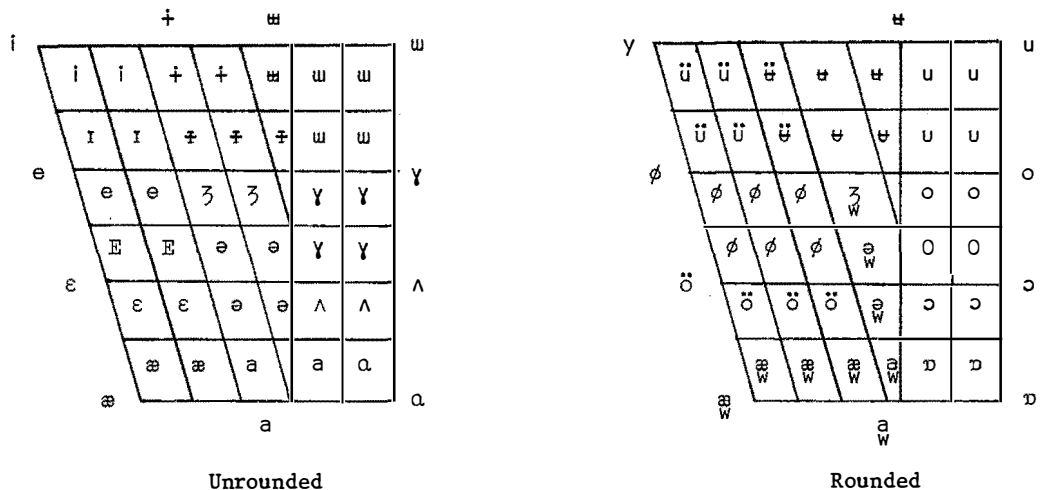 ɨ ɯ̵
i ɯ
i i ɨ ɨ ɯ̵ ɯ ɯ
ɪ ɪ ᵻ ᵻ ᵻ ɯ ɯ
e ɣ
e e ʒ ʒ ɣ ɣ
E E ə ə ɣ ɣ
ɛ ʌ
ɛ ɛ ə ə ʌ ʌ
æ æ a a ɑ
æ ɑ
a
Unrounded
ʉ
y u
ü ü ʉ̈ ʉ ʉ u u
ü ü ʉ̈ ʉ ʉ ᴜ ᴜ
ø o
ø ø ø ʒ̫ o o
ø ø ø ə̫ O O
ö ɔ
ö ö ö ə̫ ɔ ɔ
æ̫ æ̫ æ̫ a̫ ɒ ɒ
æ̫ ɒ
a̫
Rounded